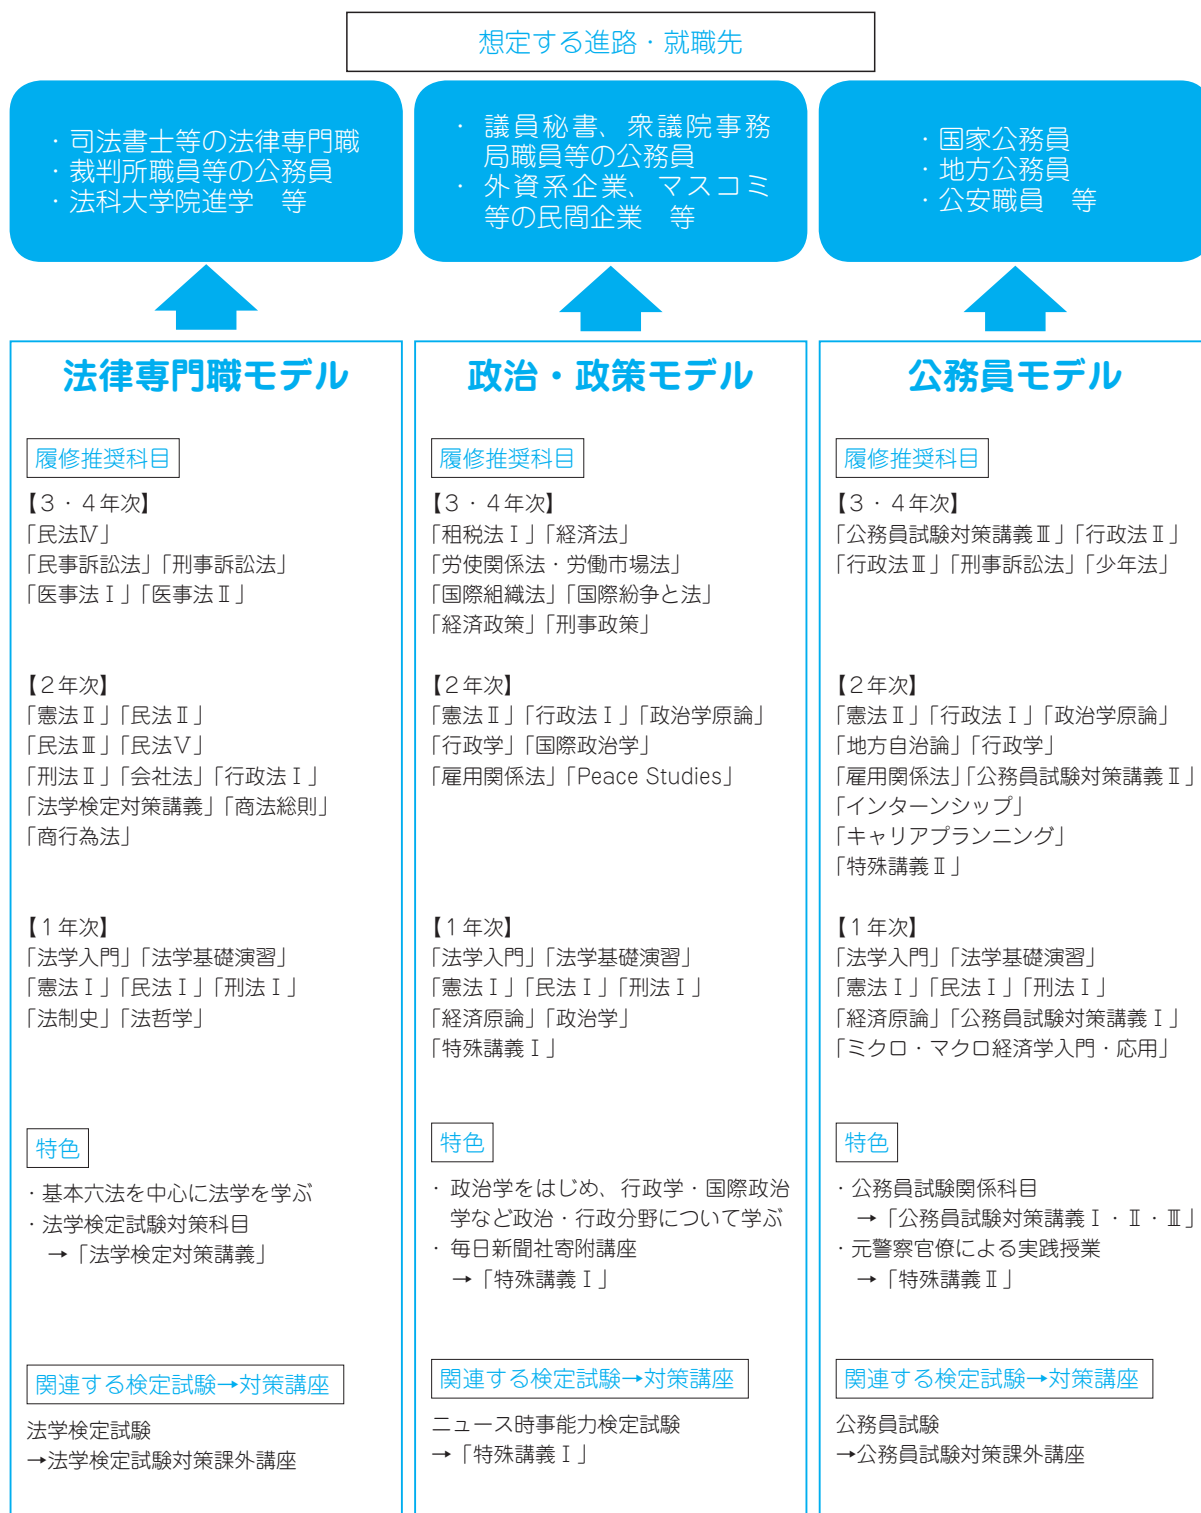 想定する進路・就職先
・司法書士等の法律専門職
・裁判所職員等の公務員
・法科大学院進学　等
・議員秘書、衆議院事務
局職員等の公務員
・外資系企業、マスコミ
等の民間企業　等
・国家公務員
・地方公務員
・公安職員　等
法律専門職モデル
履修推奨科目
【3・4年次】
「民法Ⅳ」
「民事訴訟法」「刑事訴訟法」
「医事法Ⅰ」「医事法Ⅱ」
【2年次】
「憲法Ⅱ」「民法Ⅱ」
「民法Ⅲ」「民法Ⅴ」
「刑法Ⅱ」「会社法」「行政法Ⅰ」
「法学検定対策講義」「商法総則」
「商行為法」
【1年次】
「法学入門」「法学基礎演習」
「憲法Ⅰ」「民法Ⅰ」「刑法Ⅰ」
「法制史」「法哲学」
特色
・基本六法を中心に法学を学ぶ
・法学検定試験対策科目
→「法学検定対策講義」
関連する検定試験→対策講座
法学検定試験
→法学検定試験対策課外講座
政治・政策モデル
履修推奨科目
【3・4年次】
「租税法Ⅰ」「経済法」
「労使関係法・労働市場法」
「国際組織法」「国際紛争と法」
「経済政策」「刑事政策」
【2年次】
「憲法Ⅱ」「行政法Ⅰ」「政治学原論」
「行政学」「国際政治学」
「雇用関係法」「Peace Studies」
【1年次】
「法学入門」「法学基礎演習」
「憲法Ⅰ」「民法Ⅰ」「刑法Ⅰ」
「経済原論」「政治学」
「特殊講義Ⅰ」
特色
・政治学をはじめ、行政学・国際政治
学など政治・行政分野について学ぶ
・毎日新聞社寄附講座
→「特殊講義Ⅰ」
関連する検定試験→対策講座
ニュース時事能力検定試験
→「特殊講義Ⅰ」
公務員モデル
履修推奨科目
【3・4年次】
「公務員試験対策講義Ⅲ」「行政法Ⅱ」
「行政法Ⅲ」「刑事訴訟法」「少年法」
【2年次】
「憲法Ⅱ」「行政法Ⅰ」「政治学原論」
「地方自治論」「行政学」
「雇用関係法」「公務員試験対策講義Ⅱ」
「インターンシップ」
「キャリアプランニング」
「特殊講義Ⅱ」
【1年次】
「法学入門」「法学基礎演習」
「憲法Ⅰ」「民法Ⅰ」「刑法Ⅰ」
「経済原論」「公務員試験対策講義Ⅰ」
「ミクロ・マクロ経済学入門・応用」
特色
・公務員試験関係科目
→「公務員試験対策講義Ⅰ・Ⅱ・Ⅲ」
・元警察官僚による実践授業
→「特殊講義Ⅱ」
関連する検定試験→対策講座
公務員試験
→公務員試験対策課外講座